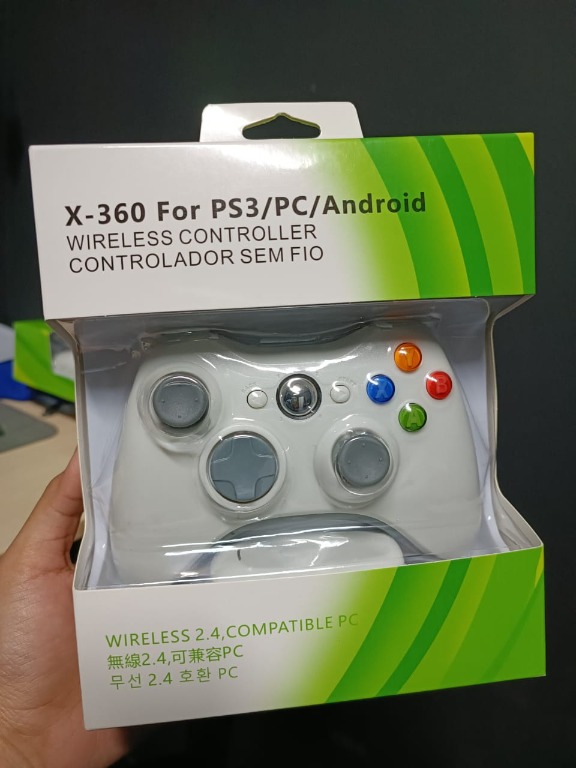 X-360 For PS3/PC/Android
WIRELESS CONTROLLER
CONTROLADOR SEM FIO
X
B
A
WIRELESS 2.4,COMPATIBLE PC
無線2.4,可兼容PC
무선 2.4 호환 PC